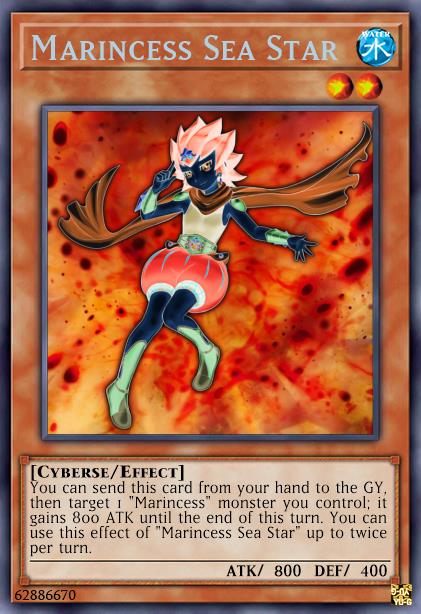 Marincess Sea Star
WATER
水
[Cyberse/Effect]
You can send this card from your hand to the GY,
then target 1 "Marincess" monster you control; it
gains 800 ATK until the end of this turn. You can
use this effect of "Marincess Sea Star" up to twice
per turn.
ATK/ 800 DEF/ 400
62886670